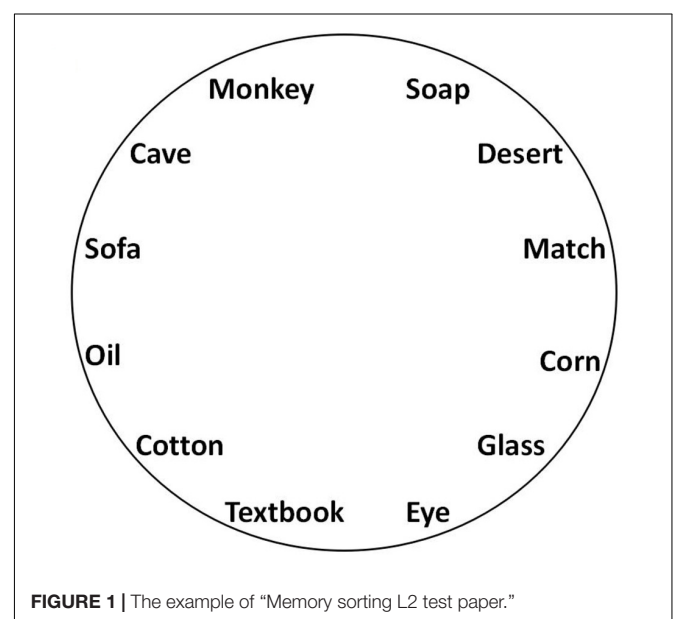 Monkey Soap
Cave Desert
Sofa Match
Oil Corn
Cotton Glass
Textbook Eye
FIGURE 1 | The example of “Memory sorting L2 test paper.”